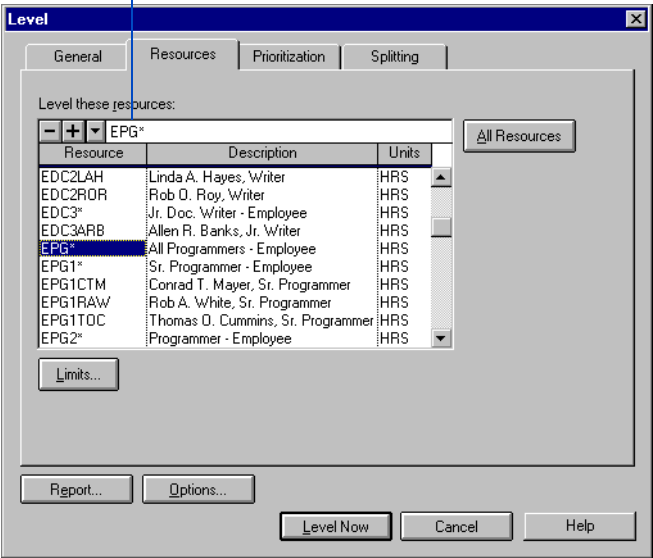 Level
General Resources Prioritization Splitting
Level these resources:
EPG*
All Resources
Resource Description Units
EDC2LAH Linda A. Hayes, Writer HRS
EDC2ROR Rob O. Roy, Writer HRS
EDC3* Jr. Doc. Writer - Employee HRS
EDC3ARB Allen R. Banks, Jr. Writer HRS
EPG* All Programmers - Employee HRS
EPG1* Sr. Programmer - Employee HRS
EPG1CTM Conrad T. Mayer, Sr. Programmer HRS
EPG1RAW Rob A. White, Sr. Programmer HRS
EPG1TOC Thomas O. Cummins, Sr. Programmer HRS
EPG2* Programmer - Employee HRS
Limits...
Report... Options...
Level Now Cancel Help